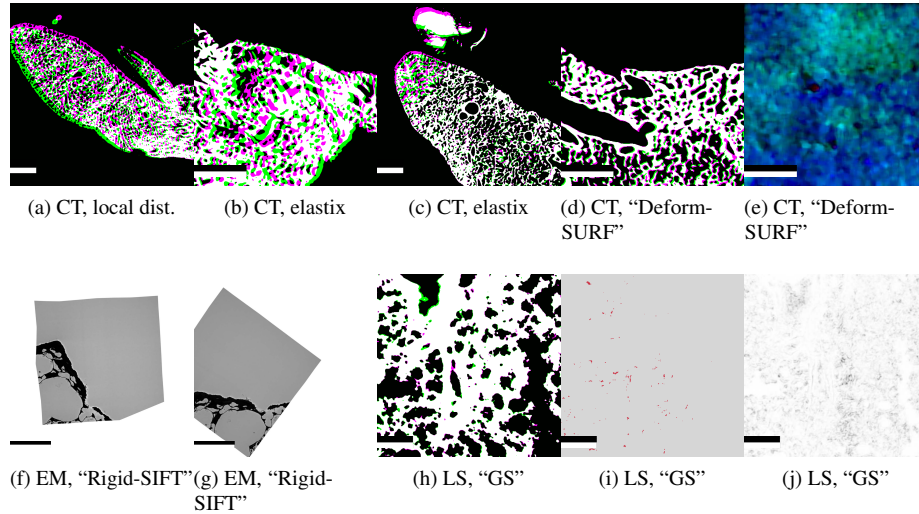 (a) CT, local dist.
(b) CT, elastix
(c) CT, elastix
(d) CT, “Deform-
SURF”
(e) CT, “Deform-
SURF”
(f) EM, “Rigid-SIFT”
(g) EM, “Rigid-
SIFT”
(h) LS, “GS”
(i) LS, “GS”
(j) LS, “GS”